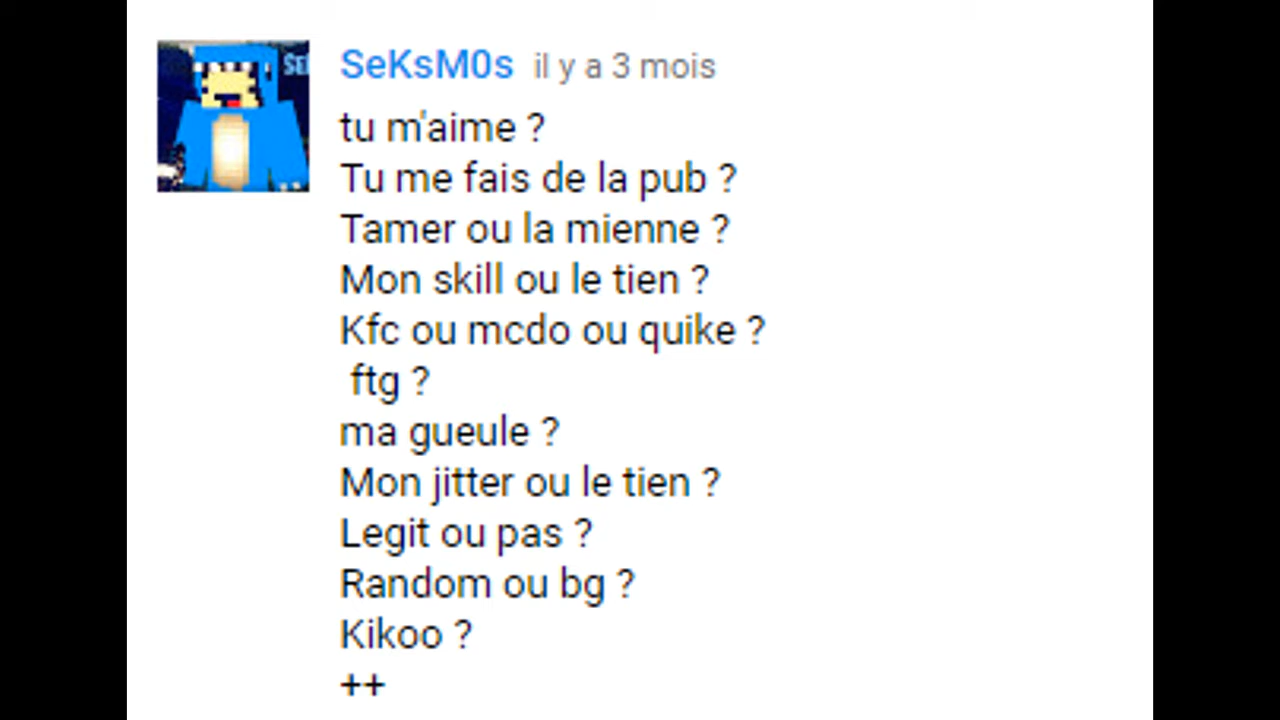 SeKsM0s il y a 3 mois
tu m'aime ?
Tu me fais de la pub ?
Tamer ou la mienne ?
Mon skill ou le tien ?
Kfc ou mcdo ou quike ?
ftg ?
ma gueule ?
Mon jitter ou le tien ?
Legit ou pas ?
Random ou bg ?
Kikoo ?
++